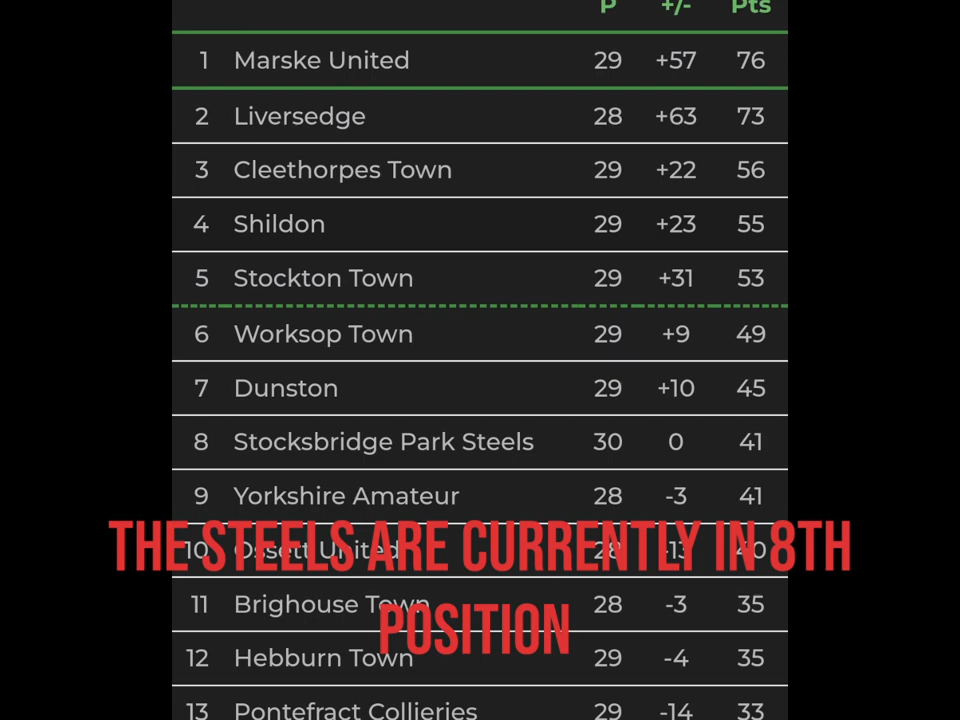 P +/- Pts
1 Marske United 29 +57 76
2 Liversedge 28 +63 73
3 Cleethorpes Town 29 +22 56
4 Shildon 29 +23 55
5 Stockton Town 29 +31 53
6 Worksop Town 29 +9 49
7 Dunston 29 +10 45
8 Stocksbridge Park Steels 30 0 41
9 Yorkshire Amateur 28 -3 41
10 Ossett United 28 -13 40
THE STEELS ARE CURRENTLY IN 8TH
11 Brighouse Town 28 -3 35
POSITION
12 Hebburn Town 29 -4 35
13 Pontefract Collieries 29 -14 33